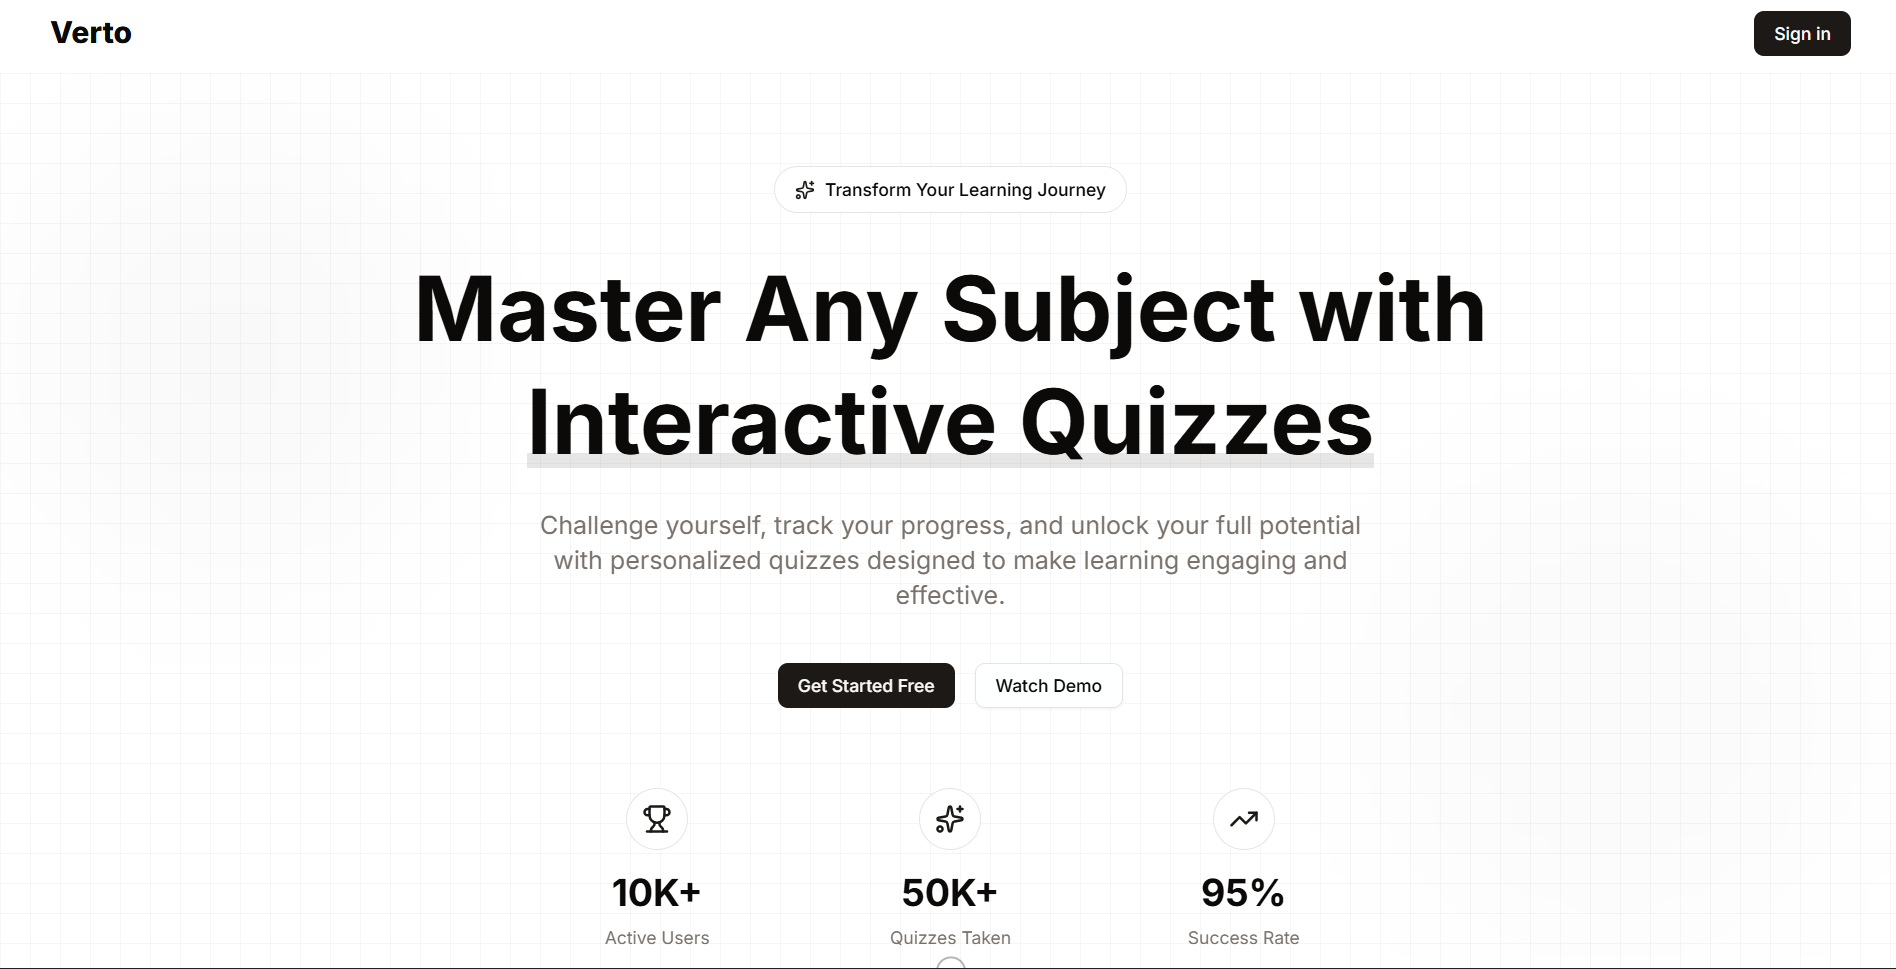 Verto
Sign in
Transform Your Learning Journey
Master Any Subject with
Interactive Quizzes
Challenge yourself, track your progress, and unlock your full potential
with personalized quizzes designed to make learning engaging and
effective.
Get Started Free
Watch Demo
10K+
Active Users
50K+
Quizzes Taken
95%
Success Rate